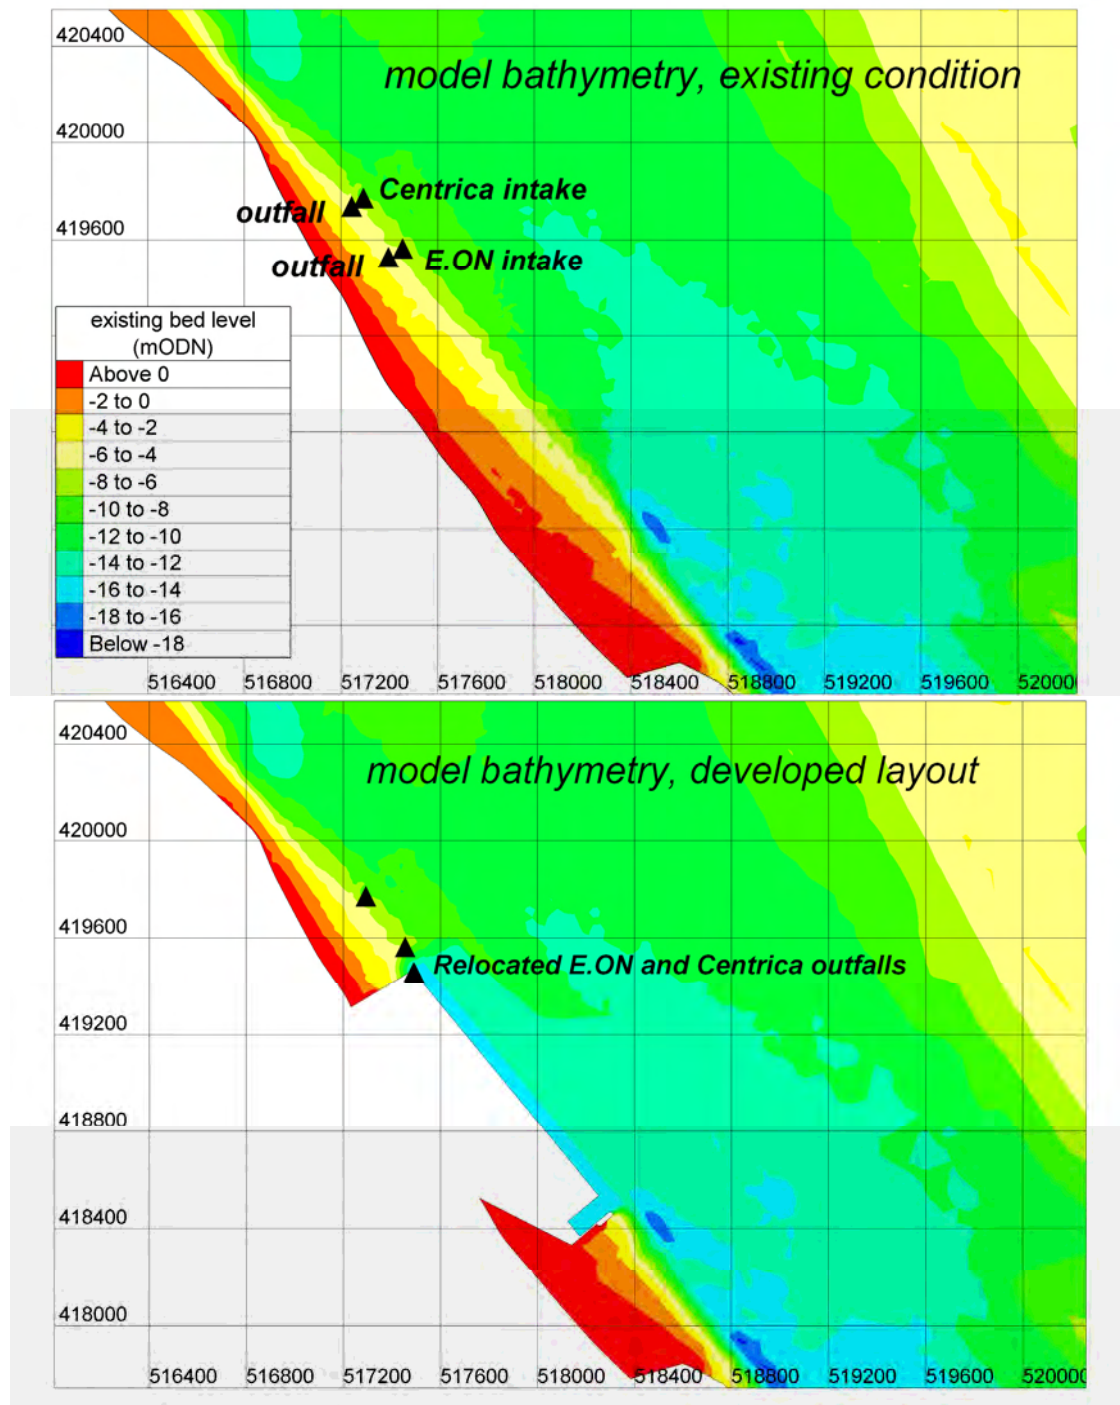 420400
model bathymetry, existing condition
420000
Centrica intake
outfall
419600
outfall
E.ON intake
existing bed level
(mODN)
Above 0
-2 to 0
-4 to -2
-6 to -4
-8 to -6
-10 to -8
-12 to -10
-14 to -12
-16 to -14
-18 to -16
Below -18
516400 516800 517200 517600 518000 518400 518800 519200 519600 520000
420400
model bathymetry, developed layout
420000
419600
Relocated E.ON and Centrica outfalls
419200
418800
418400
418000
516400 516800 517200 517600 518000 518400 518800 519200 519600 520000